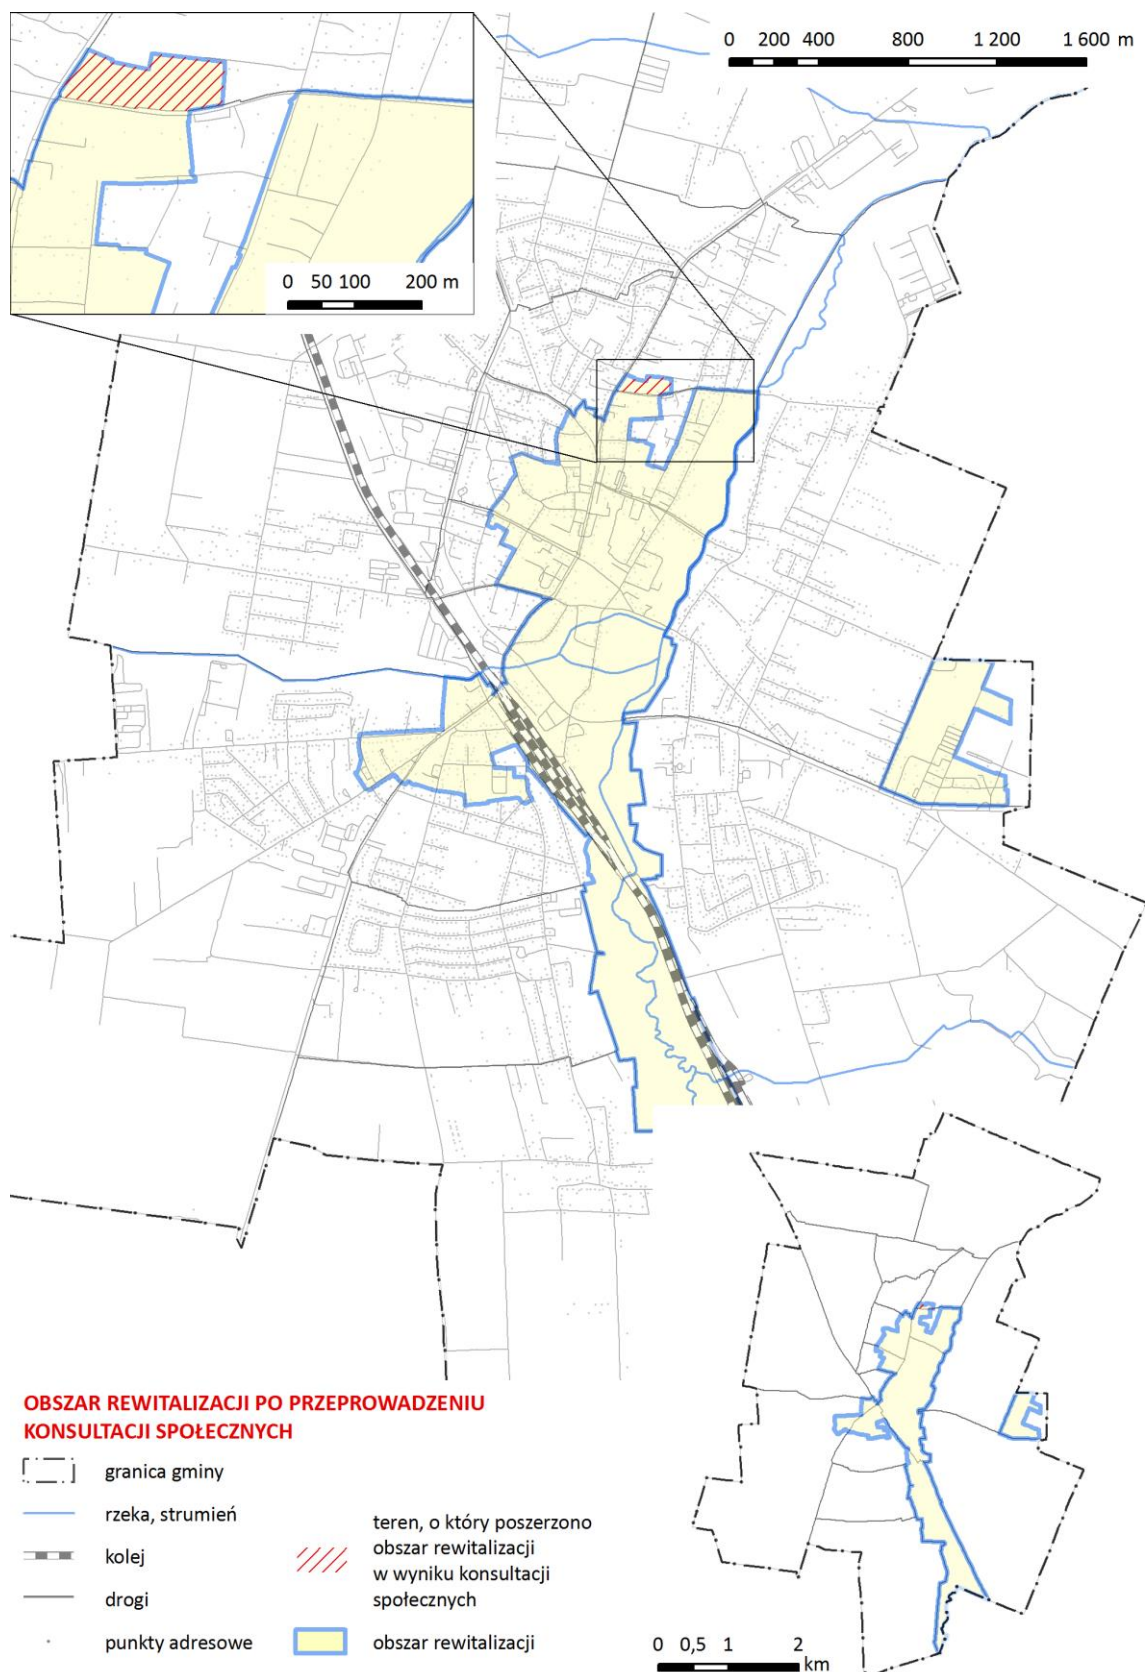 0 200 400 800 1 200 1 600 m
0 50 100 200 m
OBSZAR REWITALIZACJI PO PRZEPROWADZENIU
KONSULTACJI SPOŁECZNYCH
granica gminy
rzeka, strumień
kolej
drogi
punkty adresowe
teren, o który poszerzono
obszar rewitalizacji
w wyniku konsultacji
społecznych
obszar rewitalizacji
0 0,5 1 2
km